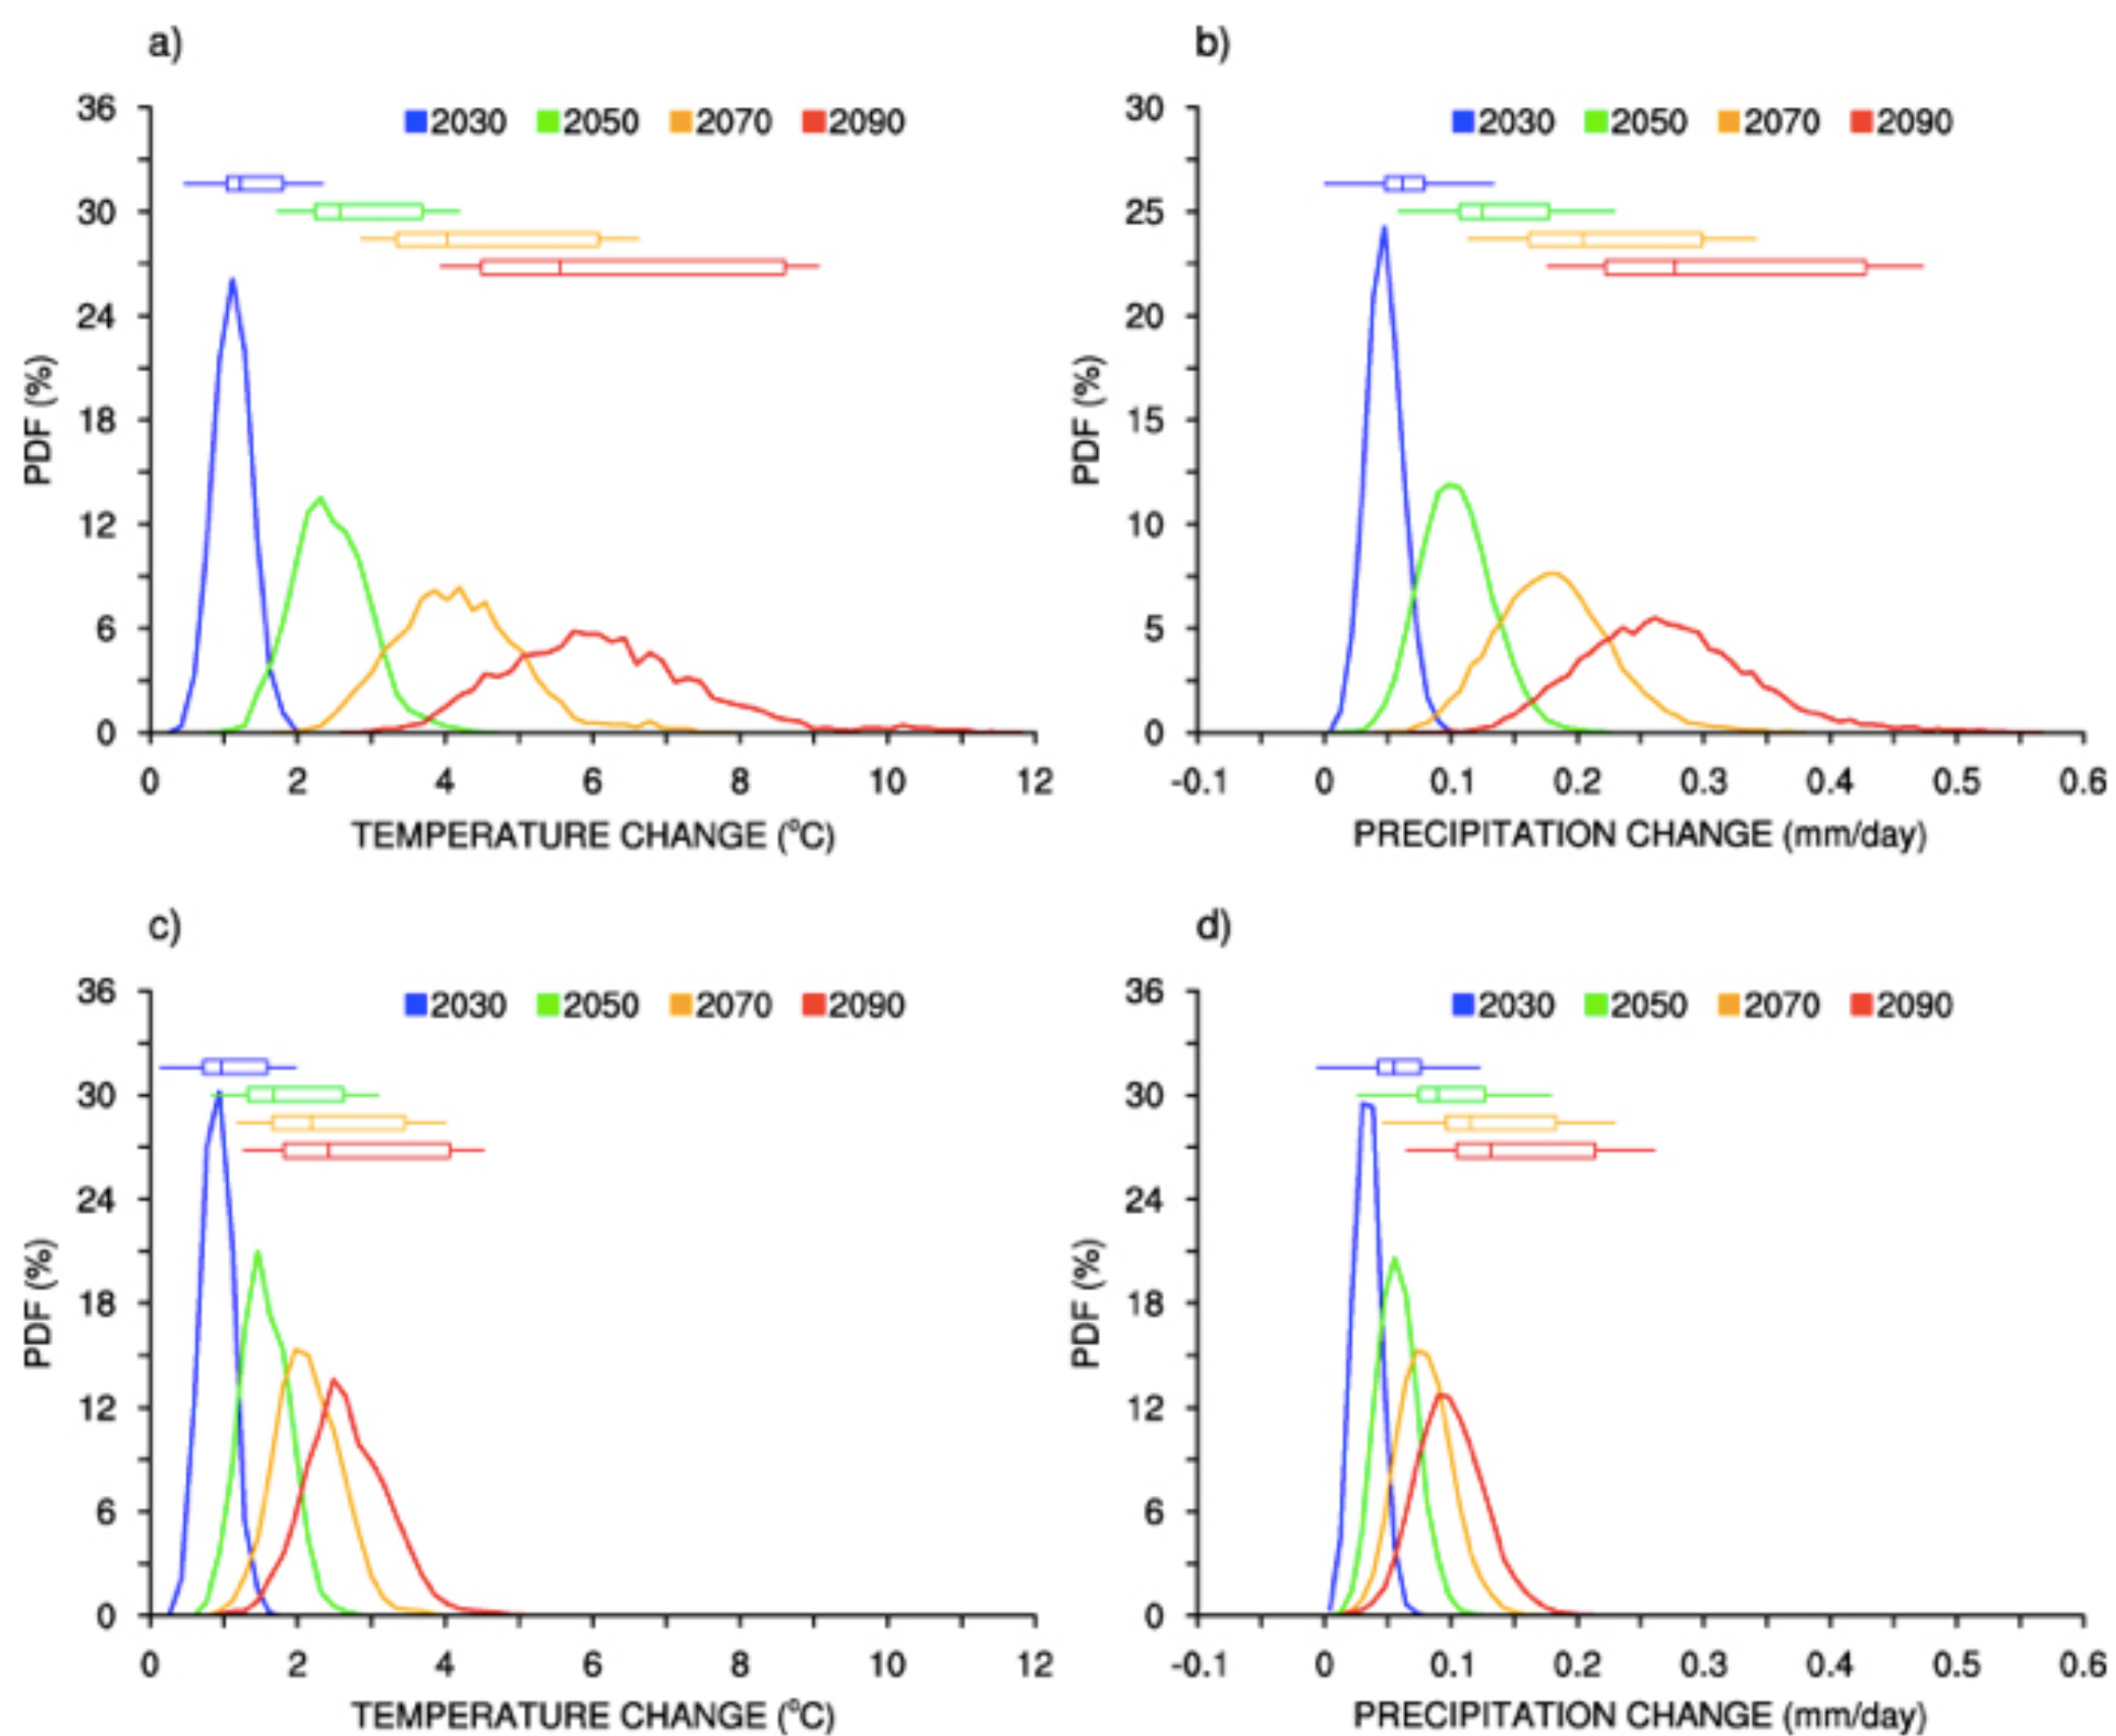 a)
36
30
24
18
12
6
0
PDF (%)
2030 2050 2070 2090
0 2 4 6 8 10 12
TEMPERATURE CHANGE (°C)
b)
30
25
20
15
10
5
0
PDF (%)
2030 2050 2070 2090
-0.1 0 0.1 0.2 0.3 0.4 0.5 0.6
PRECIPITATION CHANGE (mm/day)
c)
36
30
24
18
12
6
0
PDF (%)
2030 2050 2070 2090
0 2 4 6 8 10 12
TEMPERATURE CHANGE (°C)
d)
36
30
24
18
12
6
0
PDF (%)
2030 2050 2070 2090
-0.1 0 0.1 0.2 0.3 0.4 0.5 0.6
PRECIPITATION CHANGE (mm/day)